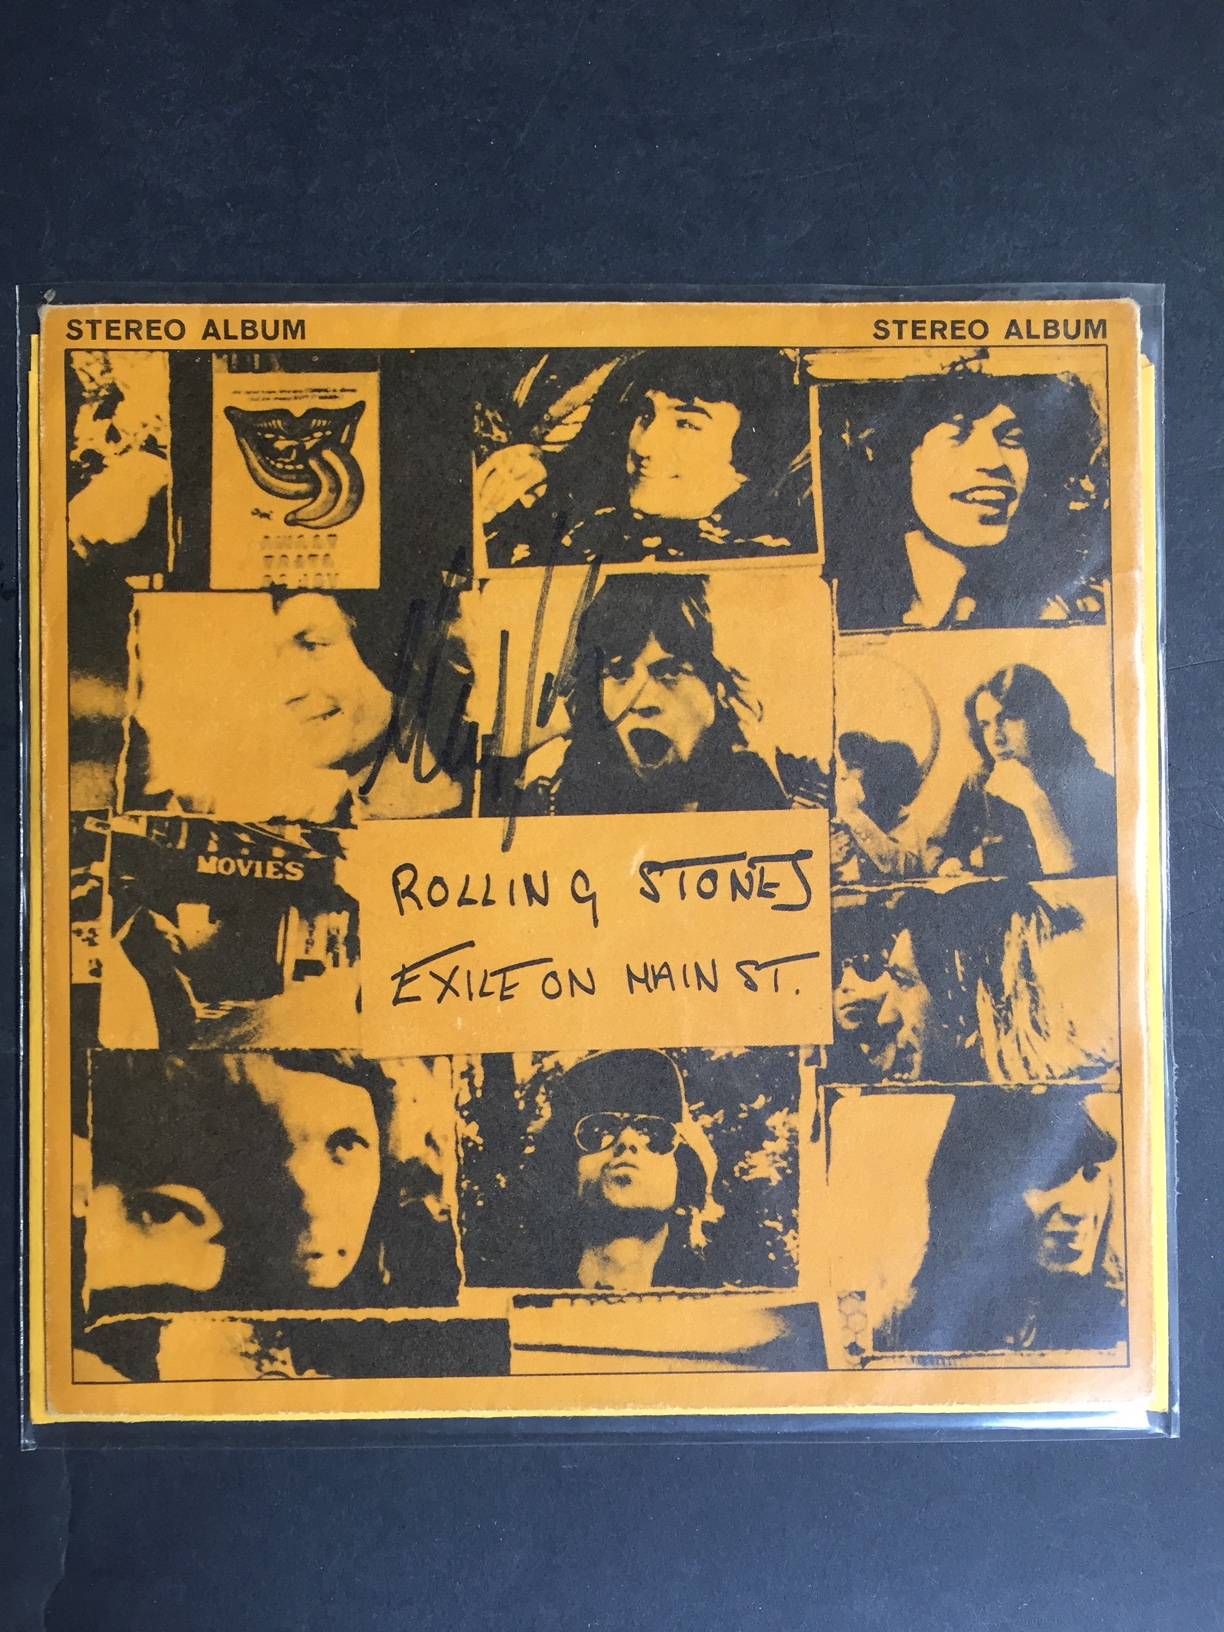 STEREO ALBUM STEREO ALBUM
MOVIES
ROLLING STONES
EXILE ON MAIN ST.